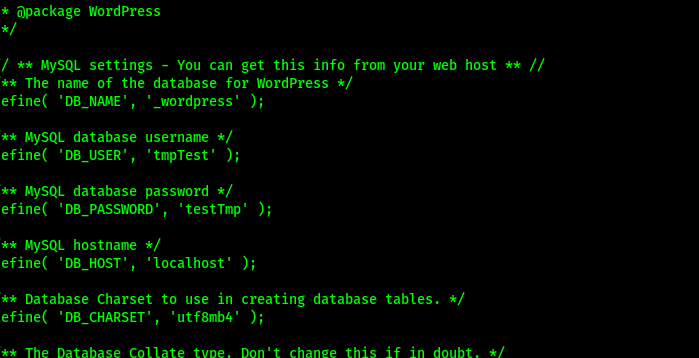 * @package WordPress
*/
/ ** MySQL settings - You can get this info from your web host ** //
** The name of the database for WordPress */
efine( 'DB_NAME', '_wordpress' );
** MySQL database username */
efine( 'DB_USER', 'tmpTest' );
** MySQL database password */
efine( 'DB_PASSWORD', 'testTmp' );
** MySQL hostname */
efine( 'DB_HOST', 'localhost' );
** Database Charset to use in creating database tables. */
efine( 'DB_CHARSET', 'utf8mb4' );
** The Database Collate type. Don't change this if in doubt. */